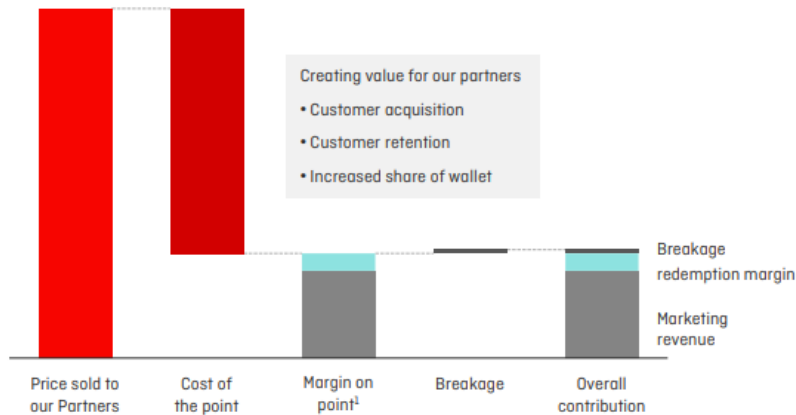 Creating value for our partners
• Customer acquisition
• Customer retention
• Increased share of wallet
Breakage
redemption margin
Marketing
revenue
Price sold to
our Partners
Cost of
the point
Margin on
point¹
Breakage
Overall
contribution